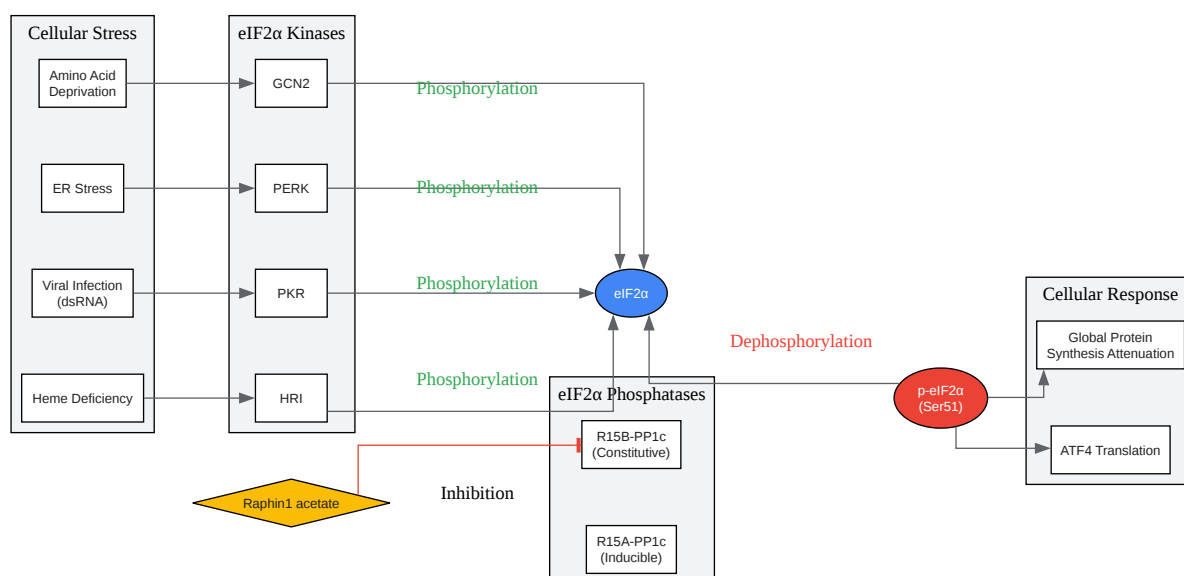 Cellular Stress
Amino Acid
Deprivation
ER Stress
Viral Infection
(dsRNA)
Heme Deficiency
eIF2α Kinases
GCN2
PERK
PKR
HRI
Phosphorylation
Phosphorylation
Phosphorylation
Phosphorylation
eIF2α
Dephosphorylation
eIF2α Phosphatases
R15B-PP1c
(Constitutive)
R15A-PP1c
(Inducible)
Raphin1 acetate
Inhibition
p-eIF2α
(Ser51)
Cellular Response
Global Protein
Synthesis Attenuation
ATF4 Translation